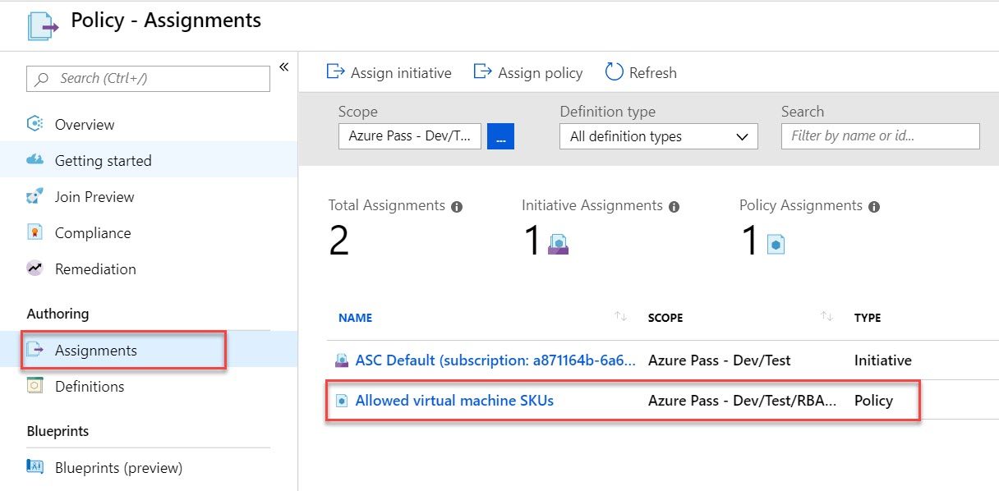 Policy - Assignments
Search (Ctrl+/)
«
Overview
Getting started
Join Preview
Compliance
Remediation
Authoring
Assignments
Definitions
Blueprints
Blueprints (preview)
Assign initiative Assign policy Refresh
Scope Definition type Search
Azure Pass - Dev/T... ... All definition types Filter by name or id...
Total Assignments Initiative Assignments Policy Assignments
2 1 1
NAME SCOPE TYPE
ASC Default (subscription: a871164b-6a6... Azure Pass - Dev/Test Initiative
Allowed virtual machine SKUs Azure Pass - Dev/Test/RBA... Policy